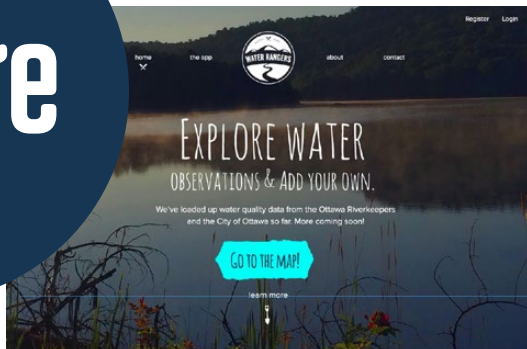 re
Register Login
home the app WATER RANGERS about contact
EXPLORE WATER
OBSERVATIONS & ADD YOUR OWN.
We've loaded up water quality data from the Ottawa Riverkeepers
and the City of Ottawa so far. More coming soon!
GO TO THE MAP!
learn more